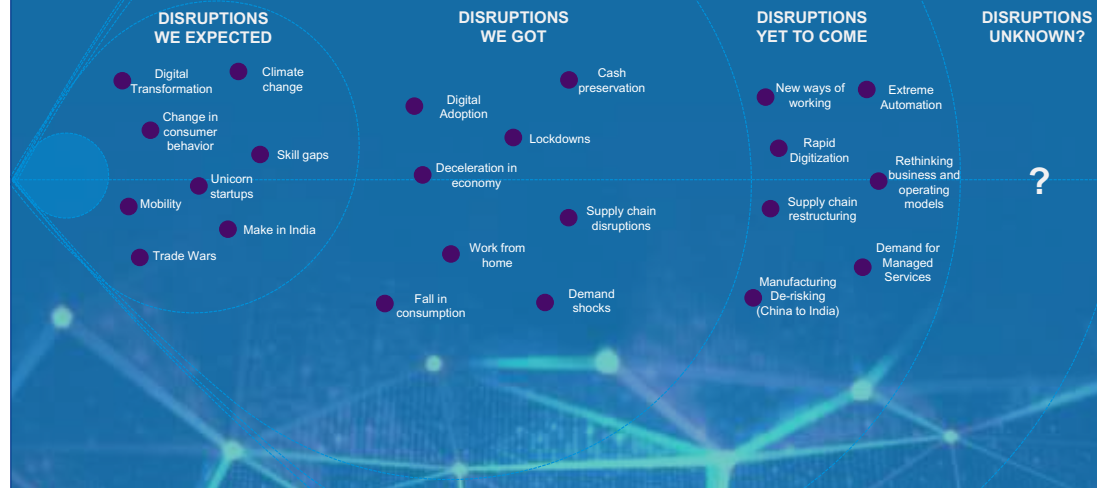 DISRUPTIONS
WE EXPECTED
Digital
Transformation
Climate
change
Change in
consumer
behavior
Skill gaps
Unicorn
startups
Mobility
Make in India
Trade Wars
DISRUPTIONS
WE GOT
Cash
preservation
Digital
Adoption
Lockdowns
Deceleration in
economy
Supply chain
disruptions
Work from
home
Fall in
consumption
Demand
shocks
DISRUPTIONS
YET TO COME
New ways of
working
Extreme
Automation
Rapid
Digitization
Rethinking
business and
operating
models
Supply chain
restructuring
Demand for
Managed
Services
Manufacturing
De-risking
(China to India)
DISRUPTIONS
UNKNOWN?
?